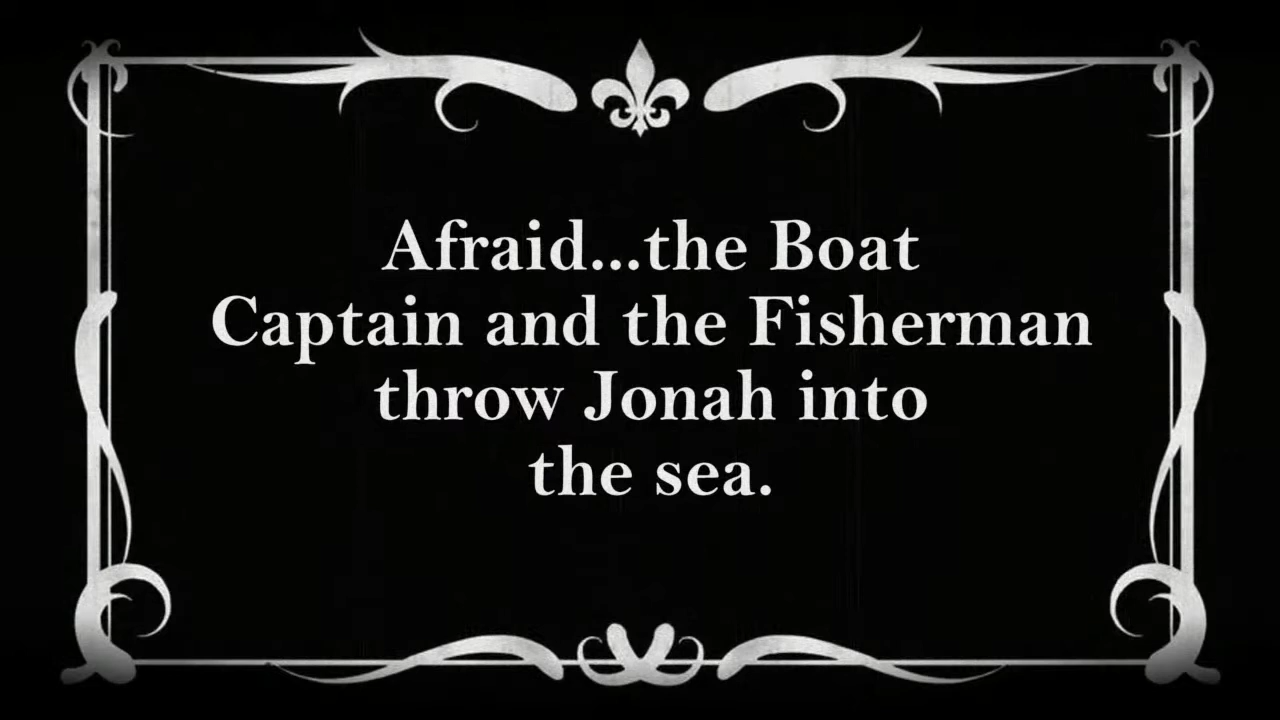 Afraid...the Boat
Captain and the Fisherman
throw Jonah into
the sea.